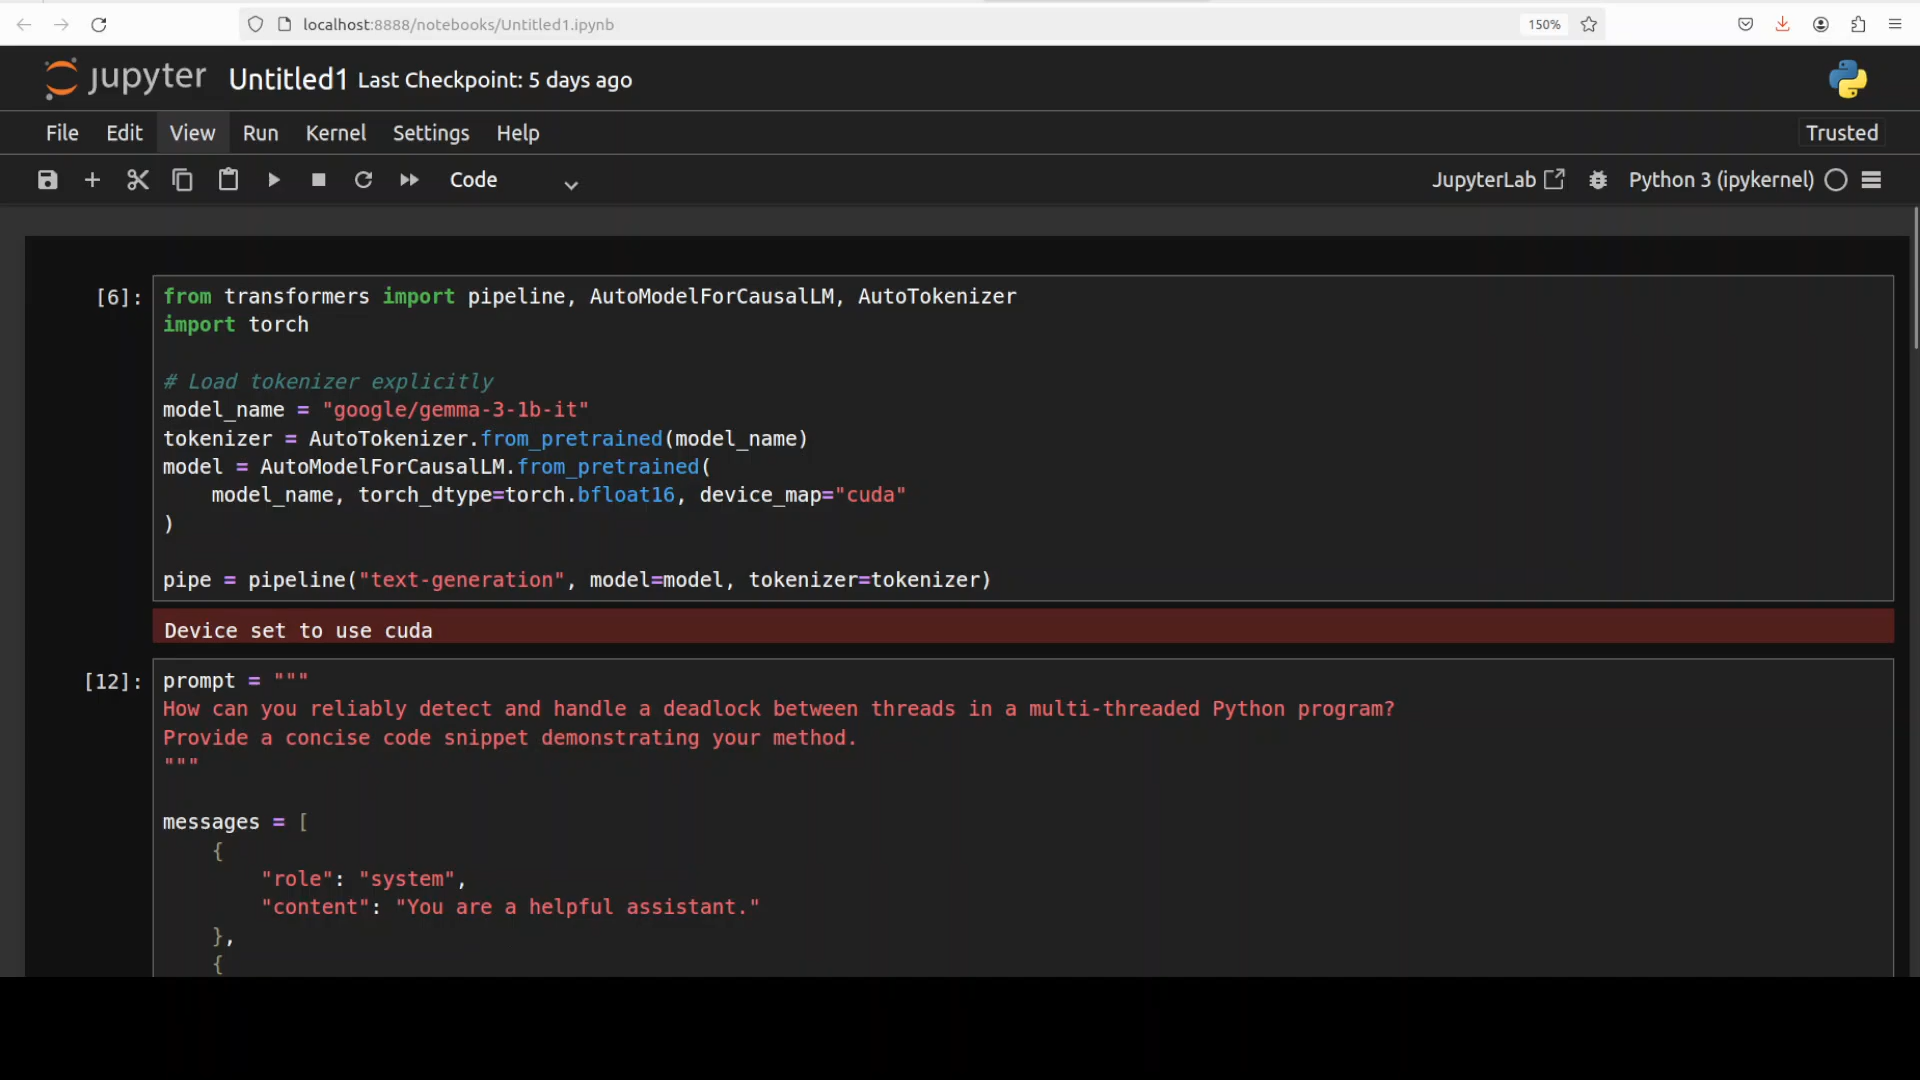 localhost:8888/notebooks/Untitled1.ipynb
150%
jupyter Untitled1 Last Checkpoint: 5 days ago
File Edit View Run Kernel Settings Help
Trusted
Code
JupyterLab
Python 3 (ipykernel)
[6]:
from transformers import pipeline, AutoModelForCausalLM, AutoTokenizer
import torch
# Load tokenizer explicitly
model_name = "google/gemma-3-1b-it"
tokenizer = AutoTokenizer.from_pretrained(model_name)
model = AutoModelForCausalLM.from_pretrained(
    model_name, torch_dtype=torch.bfloat16, device_map="cuda"
)
pipe = pipeline("text-generation", model=model, tokenizer=tokenizer)
Device set to use cuda
[12]:
prompt = """
How can you reliably detect and handle a deadlock between threads in a multi-threaded Python program?
Provide a concise code snippet demonstrating your method.
"""
messages = [
    {
        "role": "system",
        "content": "You are a helpful assistant."
    },
    {